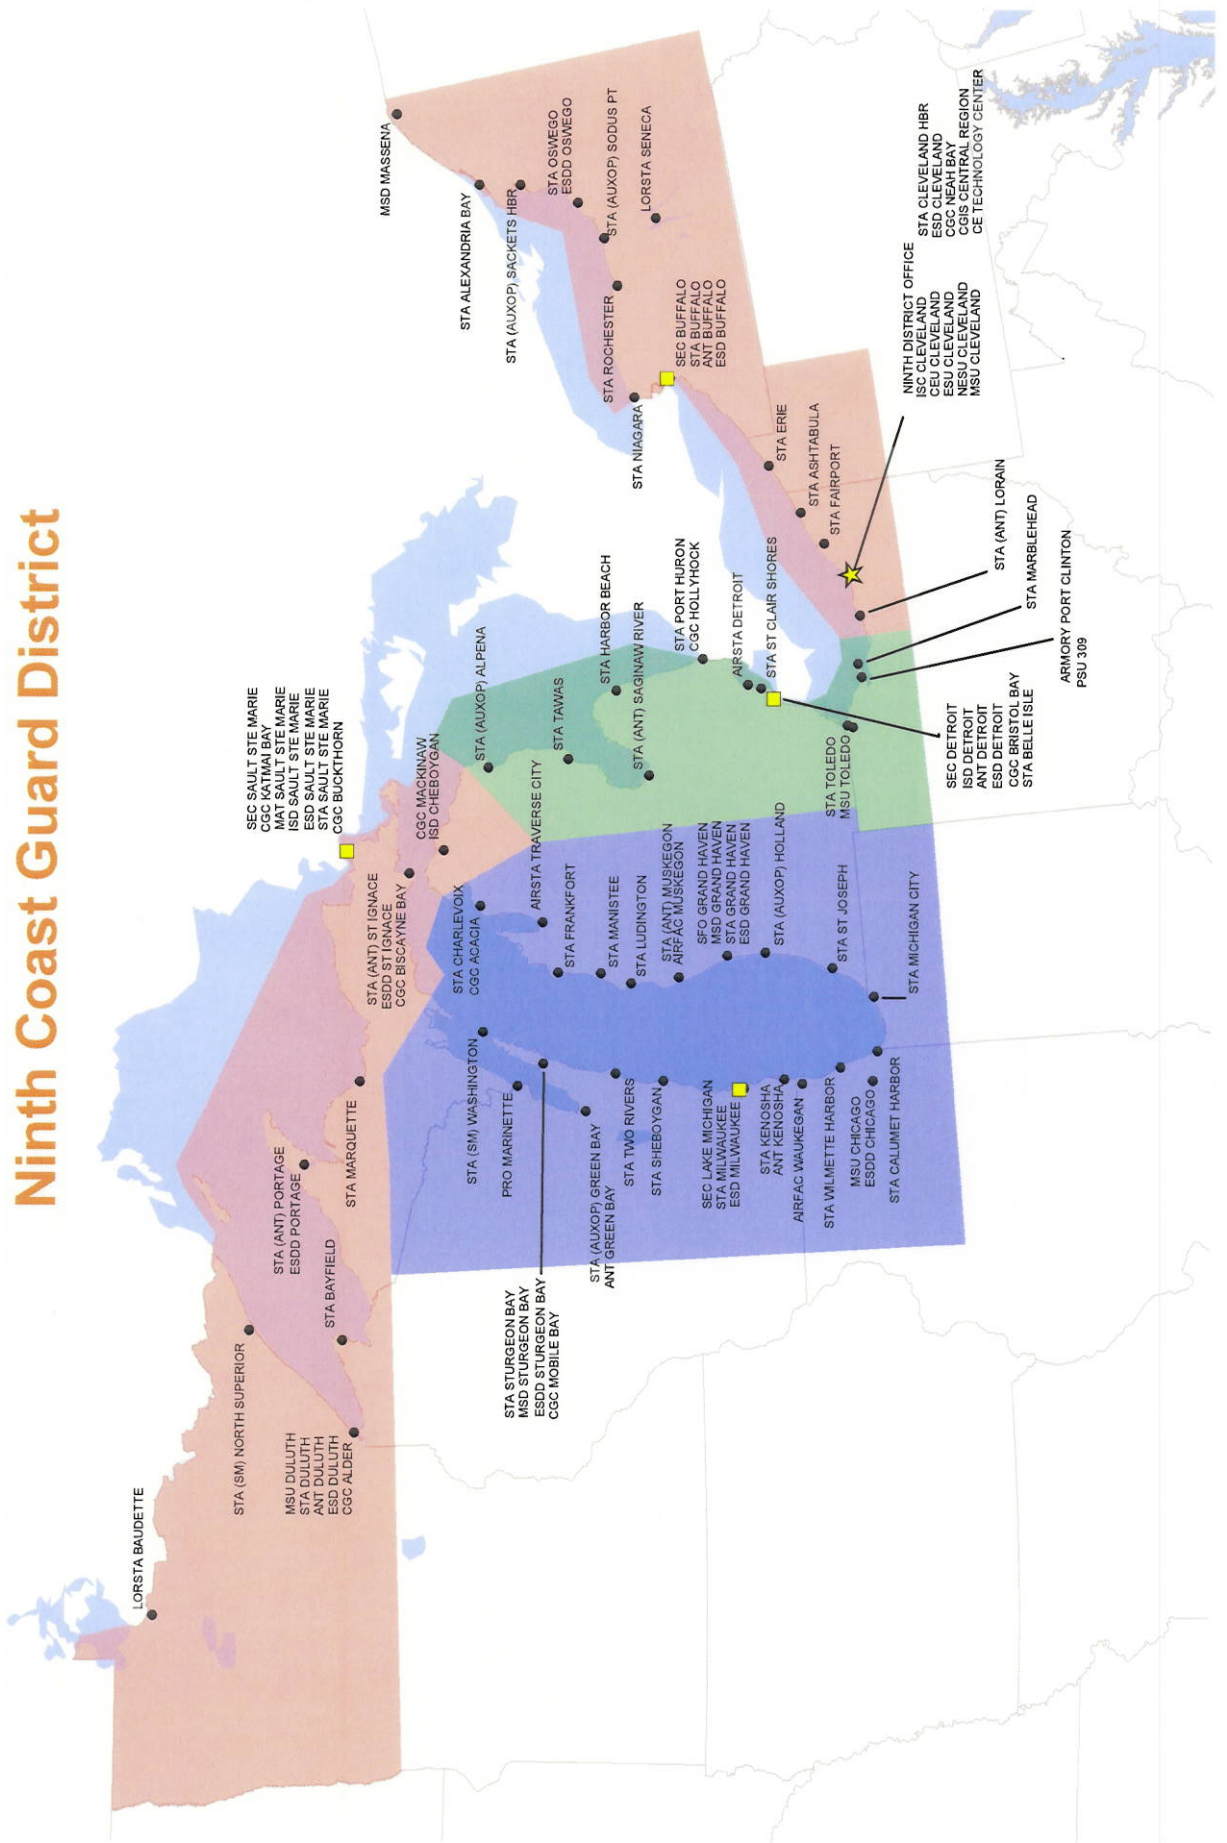 Ninth Coast Guard District
LORSTA BAUDETTE
STA (SM) NORTH SUPERIOR
MSU DULUTH
STA DULUTH
ANT DULUTH
ESD DULUTH
CGC ALDER
STA BAYFIELD
STA (ANT) PORTAGE
ESDD PORTAGE
STA MARQUETTE
SEC SAULT STE MARIE
CGC KATMAI BAY
MAT SAULT STE MARIE
ISD SAULT STE MARIE
ESD SAULT STE MARIE
STA SAULT STE MARIE
CGC BUCKTHORN
STA (ANT) ST IGNACE
ESDD ST IGNACE
CGC BISCAYNE BAY
CGC MACKINAW
ISD CHEBOYGAN
STA CHARLEVOIX
CGC ACACIA
AIRSTA TRAVERSE CITY
STA FRANKFORT
STA MANISTEE
STA LUDINGTON
STA (ANT) MUSKEGON
AIRFAC MUSKEGON
SFO GRAND HAVEN
MSD GRAND HAVEN
STA GRAND HAVEN
ESD GRAND HAVEN
STA (AUXOP) HOLLAND
STA ST JOSEPH
STA MICHIGAN CITY
STA (SM) WASHINGTON
PRO MARINETTE
STA STURGEON BAY
MSD STURGEON BAY
ESDD STURGEON BAY
CGC MOBILE BAY
STA (AUXOP) GREEN BAY
ANT GREEN BAY
STA TWO RIVERS
STA SHEBOYGAN
SEC LAKE MICHIGAN
STA MILWAUKEE
ESD MILWAUKEE
STA KENOSHA
ANT KENOSHA
AIRFAC WAUKEGAN
STA WILMETTE HARBOR
MSU CHICAGO
ESDD CHICAGO
STA CALUMET HARBOR
STA (AUXOP) ALPENA
STA TAWAS
STA HARBOR BEACH
STA (ANT) SAGINAW RIVER
STA PORT HURON
CGC HOLLYHOCK
AIRSTA DETROIT
STA ST CLAIR SHORES
SEC DETROIT
ISD DETROIT
ANT DETROIT
ESD DETROIT
CGC BRISTOL BAY
STA BELLE ISLE
STA TOLEDO
MSU TOLEDO
ARMORY PORT CLINTON
PSU 309
STA MARBLEHEAD
STA (ANT) LORAIN
NINTH DISTRICT OFFICE
ISC CLEVELAND
CEU CLEVELAND
ESU CLEVELAND
NESU CLEVELAND
MSU CLEVELAND
STA CLEVELAND HBR
ESD CLEVELAND
CGC NEAH BAY
CGIS CENTRAL REGION
CE TECHNOLOGY CENTER
STA FAIRPORT
STA ASHTABULA
STA ERIE
SEC BUFFALO
STA BUFFALO
ANT BUFFALO
ESD BUFFALO
STA NIAGARA
STA ROCHESTER
STA (AUXOP) SODUS PT
LORSTA SENECA
STA OSWEGO
ESDD OSWEGO
STA (AUXOP) SACKETS HBR
STA ALEXANDRIA BAY
MSD MASSENA